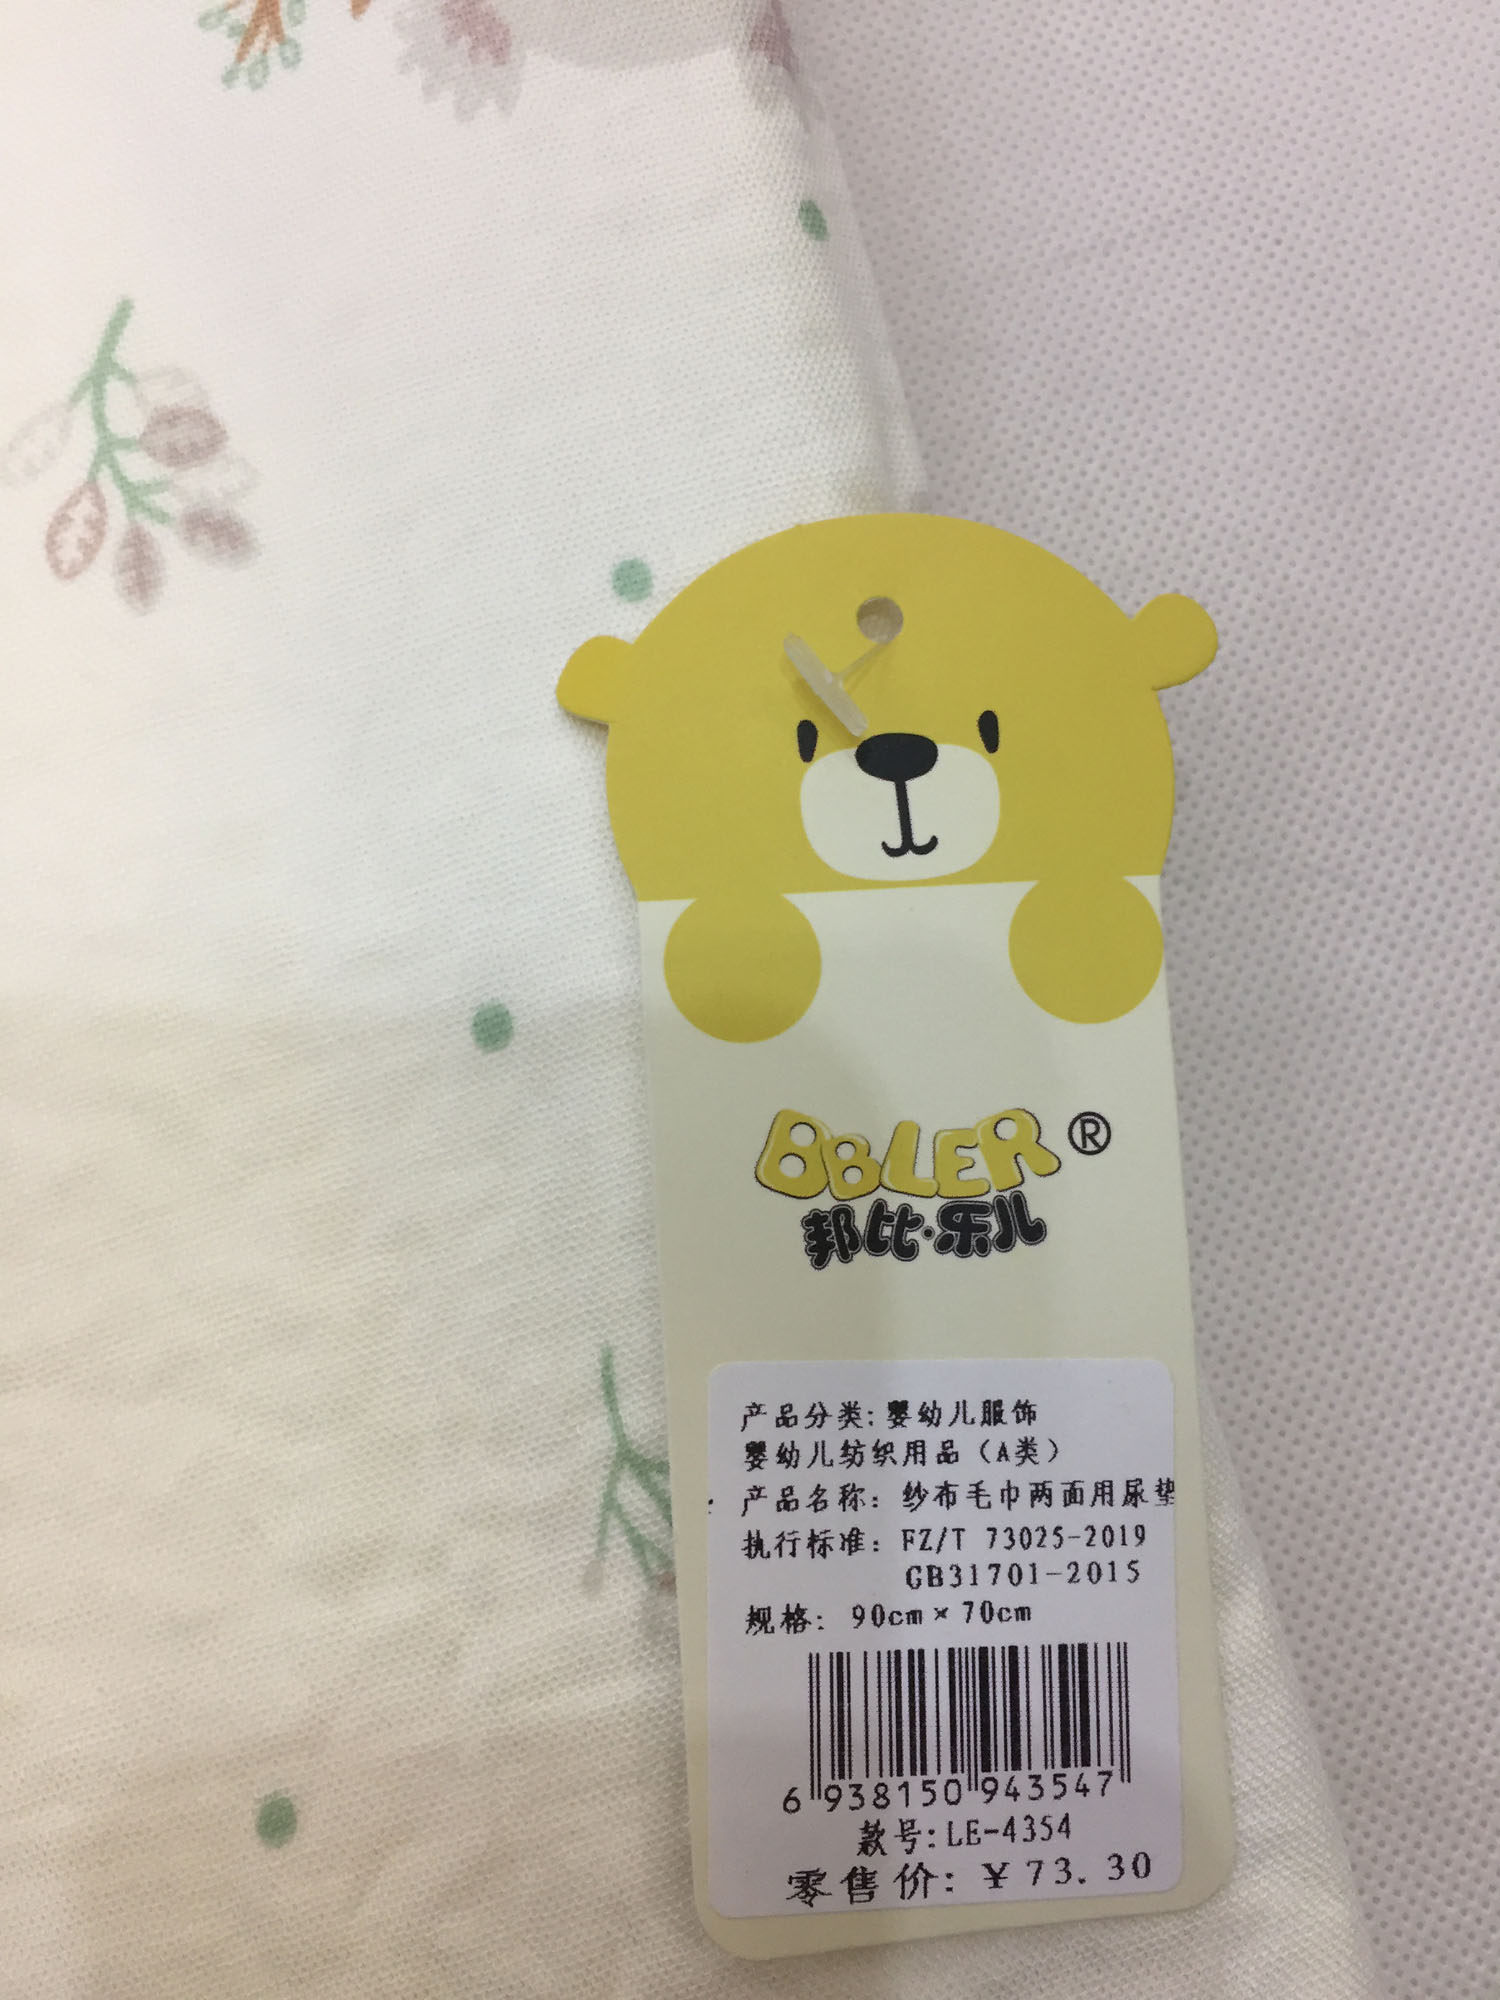 BBLER®
邦比·乐儿
产品分类: 婴幼儿服饰
婴幼儿纺织用品（A类）
产品名称: 纱布毛巾两面用尿垫
执行标准: FZ/T 73025-2019
GB31701-2015
规格: 90cm×70cm
6 938150 943547
款号:LE-4354
零售价:￥73.30